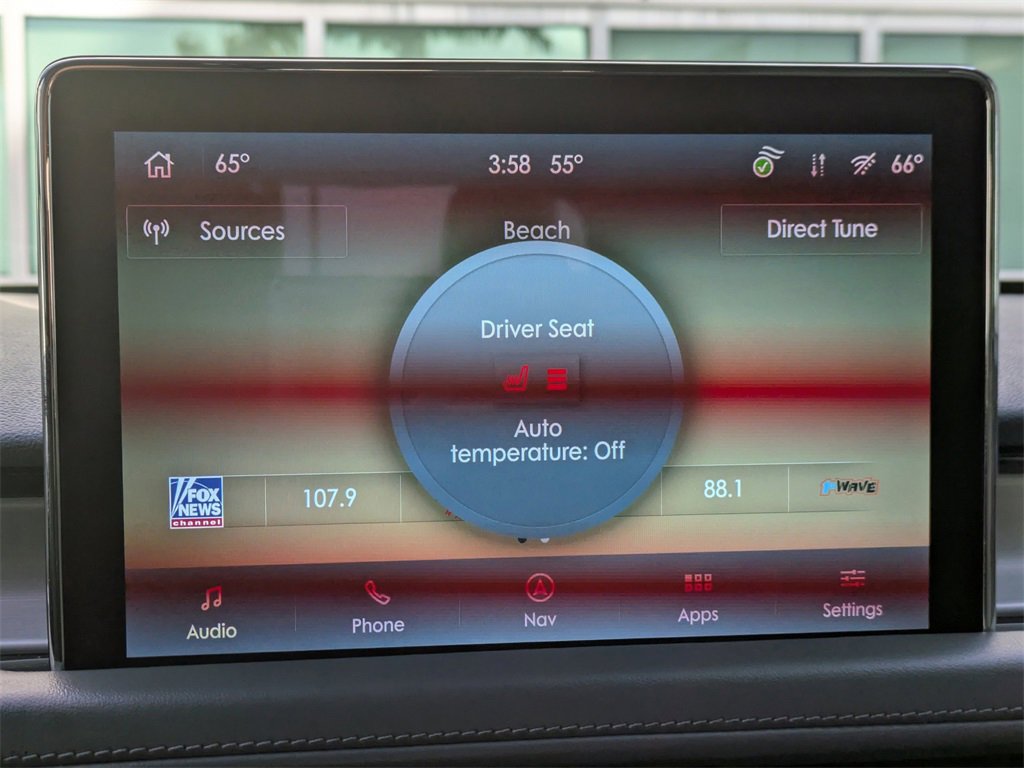 65° 3:58 55° 66°
Sources Beach Direct Tune
Driver Seat
Auto
temperature: Off
FOX
NEWS
channel
107.9 88.1 WAVE
Audio Phone Nav Apps Settings